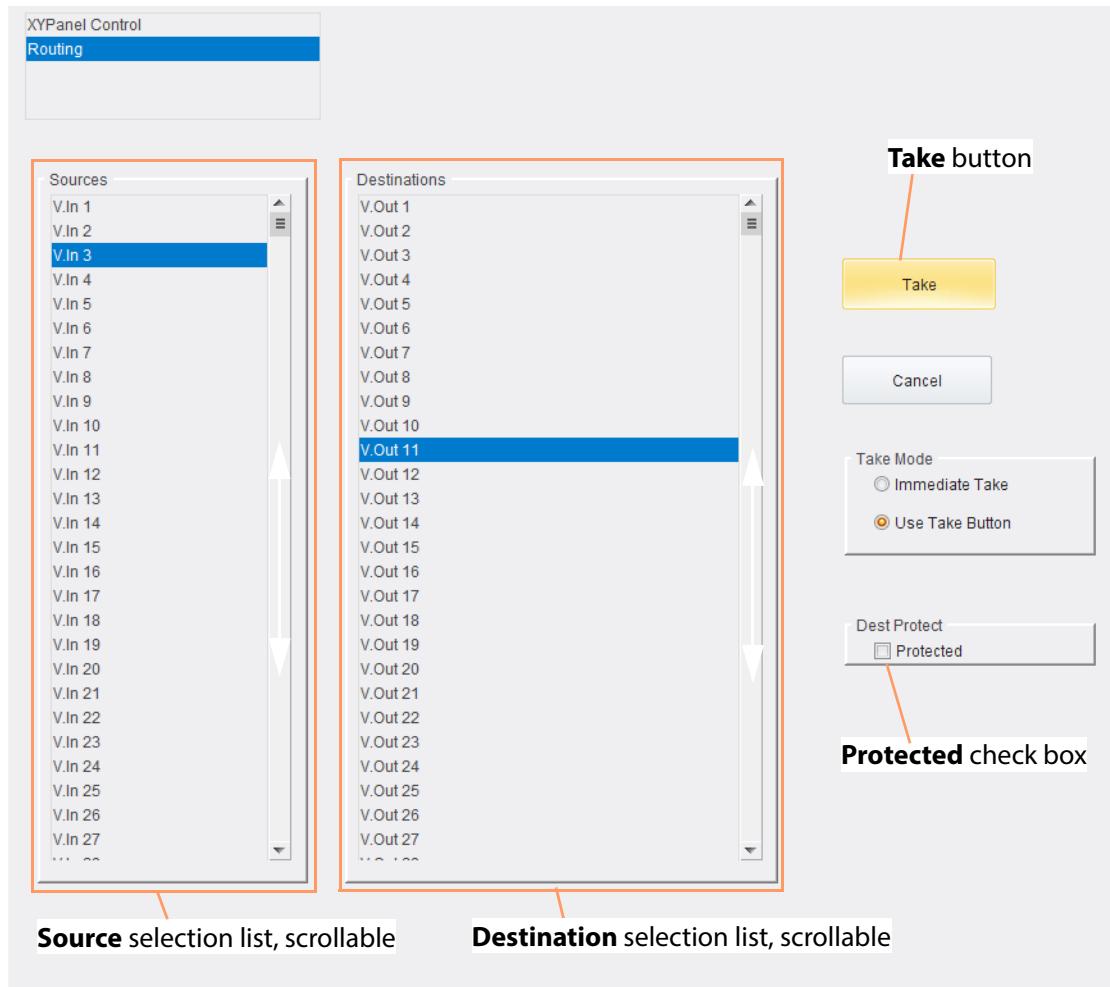 XYPanel Control
Routing
Take button
Sources
V.In 1
V.In 2
V.In 3
V.In 4
V.In 5
V.In 6
V.In 7
V.In 8
V.In 9
V.In 10
V.In 11
V.In 12
V.In 13
V.In 14
V.In 15
V.In 16
V.In 17
V.In 18
V.In 19
V.In 20
V.In 21
V.In 22
V.In 23
V.In 24
V.In 25
V.In 26
V.In 27
Destinations
V.Out 1
V.Out 2
V.Out 3
V.Out 4
V.Out 5
V.Out 6
V.Out 7
V.Out 8
V.Out 9
V.Out 10
V.Out 11
V.Out 12
V.Out 13
V.Out 14
V.Out 15
V.Out 16
V.Out 17
V.Out 18
V.Out 19
V.Out 20
V.Out 21
V.Out 22
V.Out 23
V.Out 24
V.Out 25
V.Out 26
V.Out 27
Take
Cancel
Take Mode
Immediate Take
Use Take Button
Dest Protect
Protected
Protected check box
Source selection list, scrollable
Destination selection list, scrollable